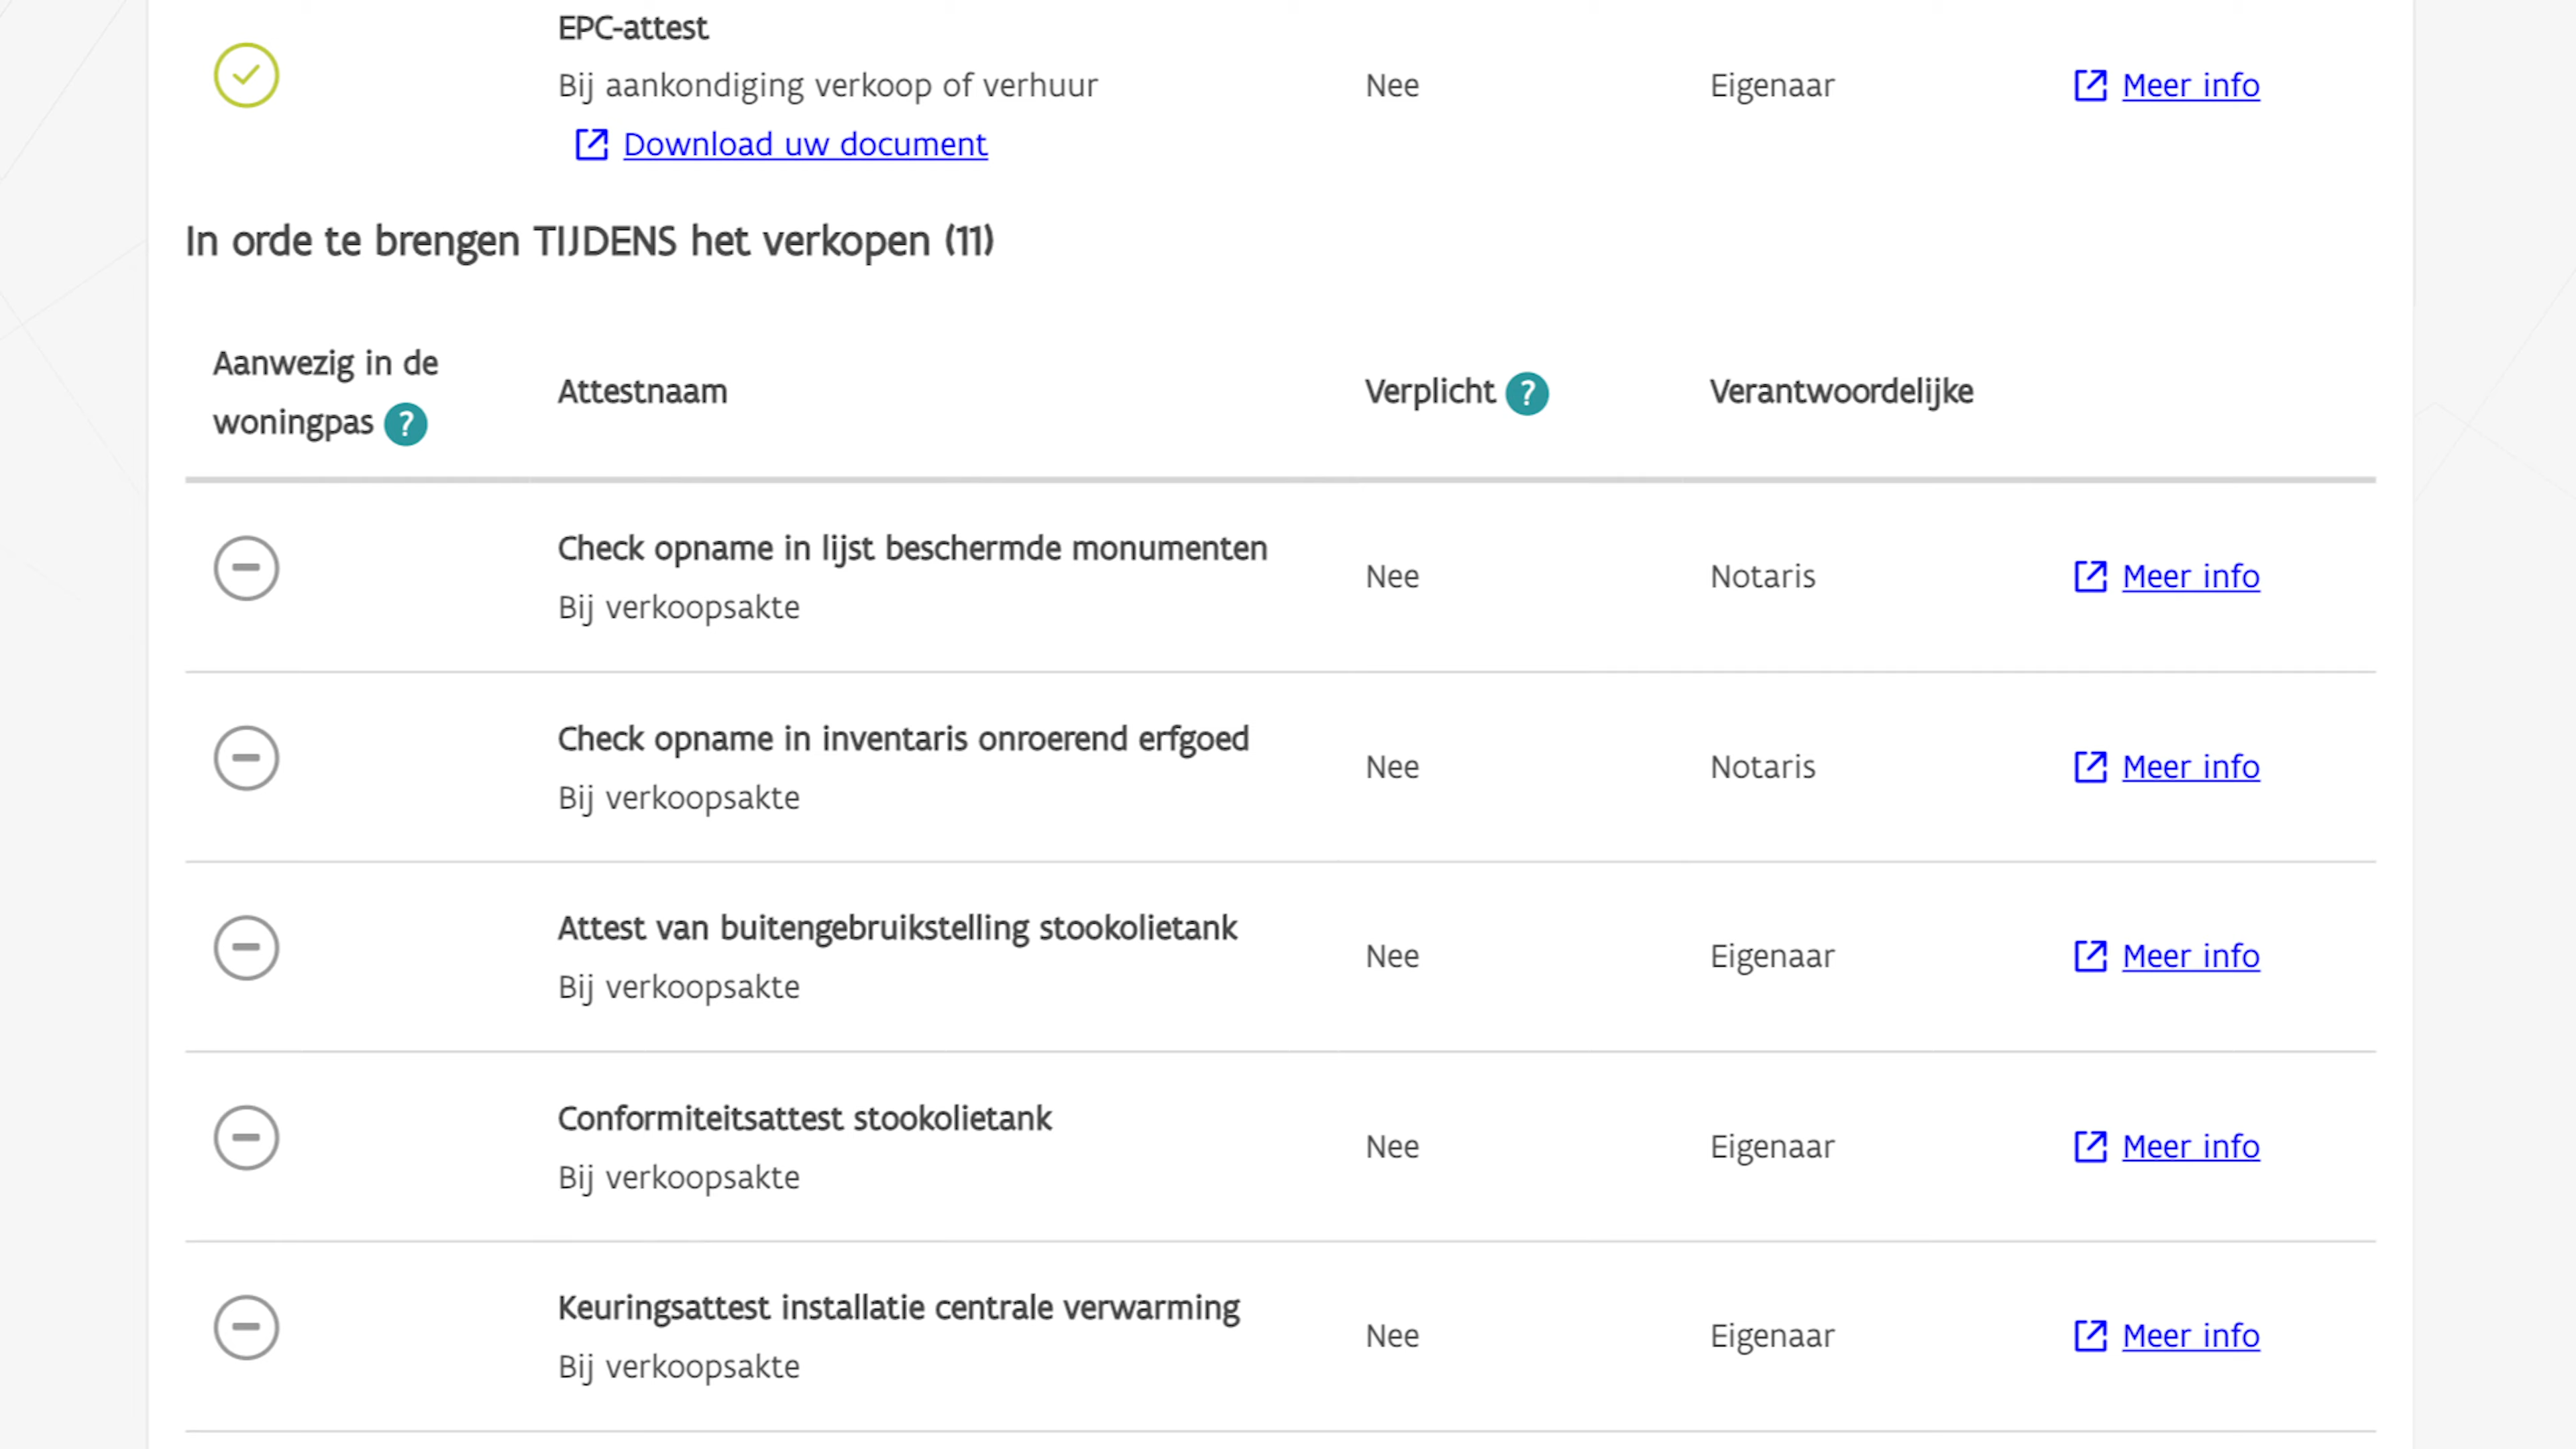 EPC-attest
Bij aankondiging verkoop of verhuur
Nee
Eigenaar
Meer info
Download uw document
In orde te brengen TIJDENS het verkopen (11)
Aanwezig in de
woningpas ?
Attestnaam
Verplicht ?
Verantwoordelijke
Check opname in lijst beschermde monumenten
Bij verkoopsakte
Nee
Notaris
Meer info
Check opname in inventaris onroerend erfgoed
Bij verkoopsakte
Nee
Notaris
Meer info
Attest van buitengebruikstelling stookolietank
Bij verkoopsakte
Nee
Eigenaar
Meer info
Conformiteitsattest stookolietank
Bij verkoopsakte
Nee
Eigenaar
Meer info
Keuringsattest installatie centrale verwarming
Bij verkoopsakte
Nee
Eigenaar
Meer info